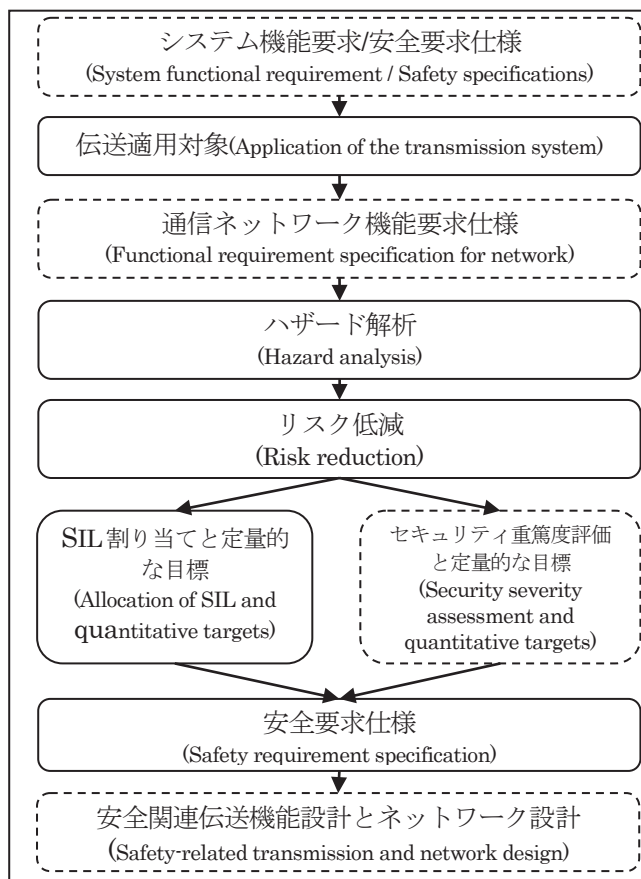 システム機能要求/安全要求仕様
(System functional requirement / Safety specifications)
伝送適用対象(Application of the transmission system)
通信ネットワーク機能要求仕様
(Functional requirement specification for network)
ハザード解析
(Hazard analysis)
リスク低減
(Risk reduction)
SIL割り当てと定量的
な目標
(Allocation of SIL and
quantitative targets)
セキュリティ重篤度評価
と定量的な目標
(Security severity
assessment and
quantitative targets)
安全要求仕様
(Safety requirement specification)
安全関連伝送機能設計とネットワーク設計
(Safety-related transmission and network design)